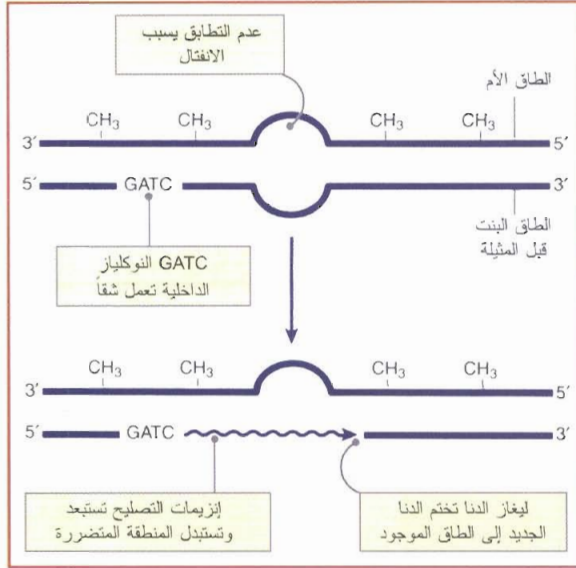 عدم التطابق يسبب
الانفتال
الطاق الأم
CH3 CH3 CH3 CH3
3′ 5′
5′ GATC 3′
الطاق البنت
قبل المثيلة
GATC النوكلياز
الداخلية تعمل شقاً
CH3 CH3 CH3 CH3
3′ 5′
5′ GATC 3′
إنزيمات التصليح تستبعد
وتستبدل المنطقة المتضررة
ليغاز الدنا تختم الدنا
الجديد إلى الطاق الموجود